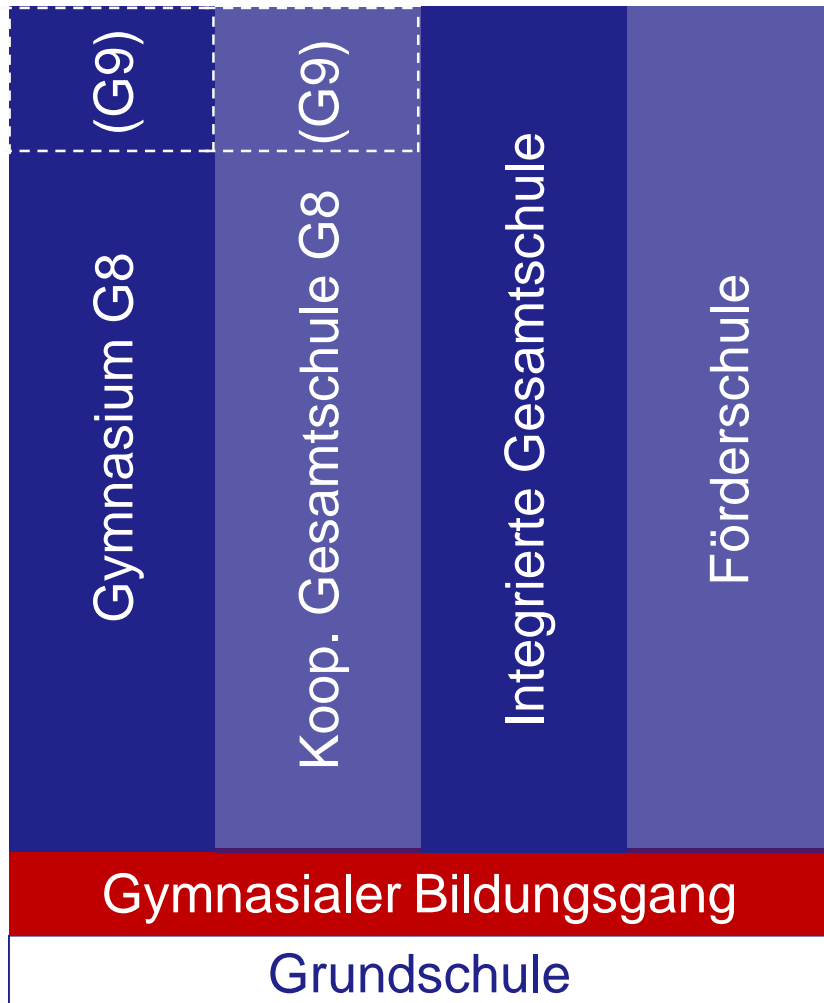 (G9)
Gymnasium G8
(G9)
Koop. Gesamtschule G8
Integrierte Gesamtschule
Förderschule
Gymnasialer Bildungsgang
Grundschule